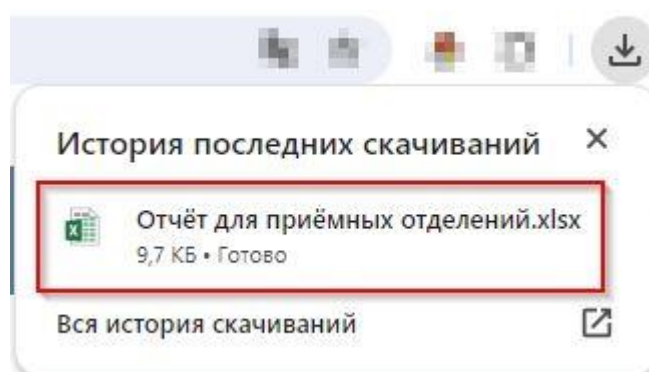 История последних скачиваний
Отчёт для приёмных отделений.xlsx
9,7 КБ • Готово
Вся история скачиваний